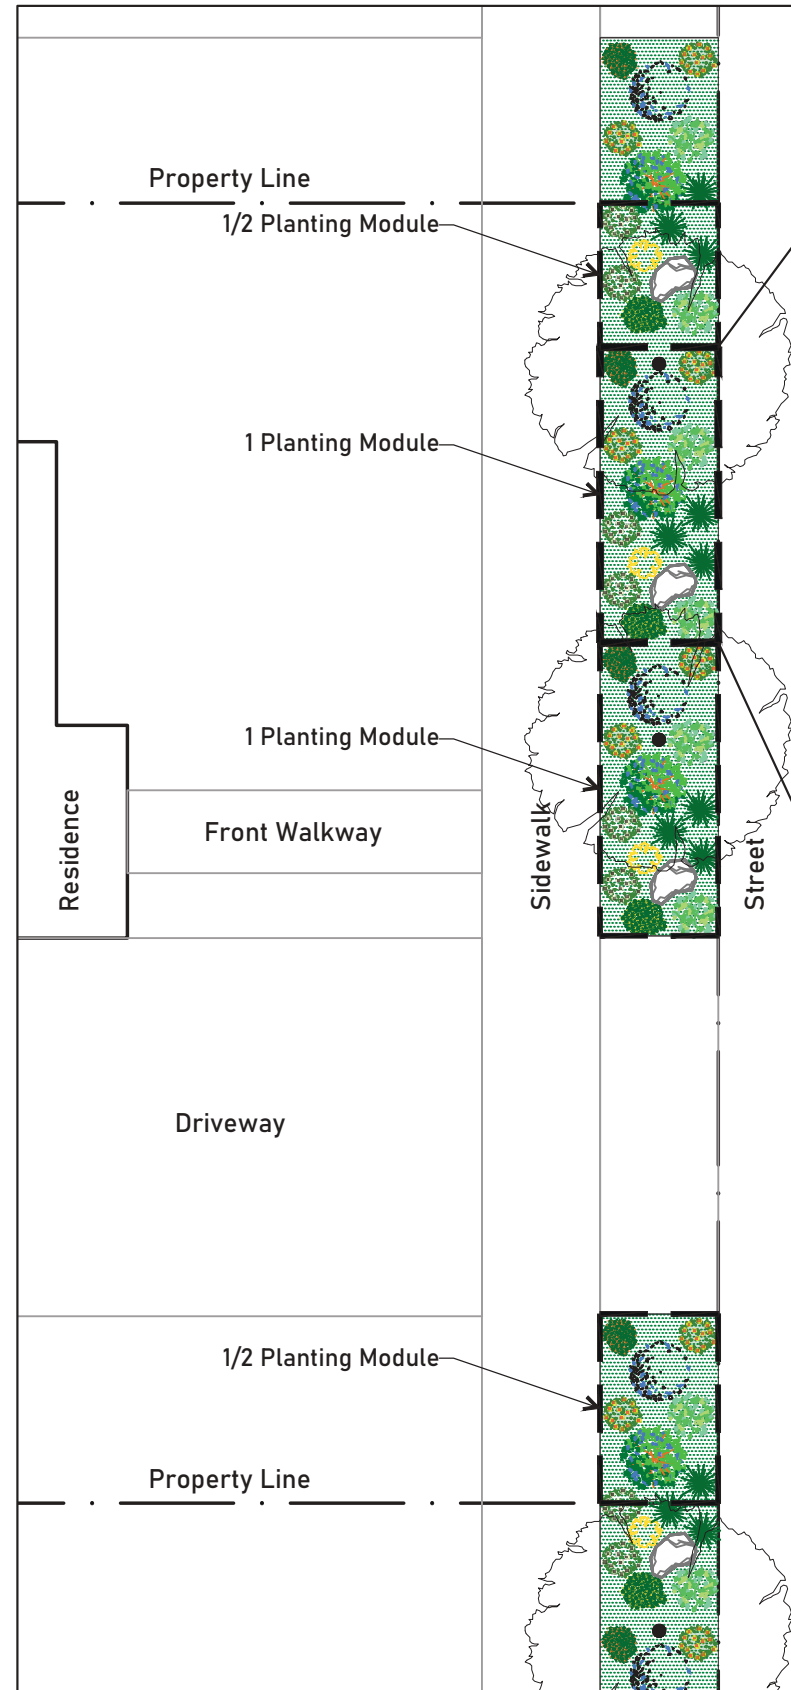 Property Line
1/2 Planting Module
1 Planting Module
1 Planting Module
Residence
Front Walkway
Sidewalk
Street
Driveway
1/2 Planting Module
Property Line